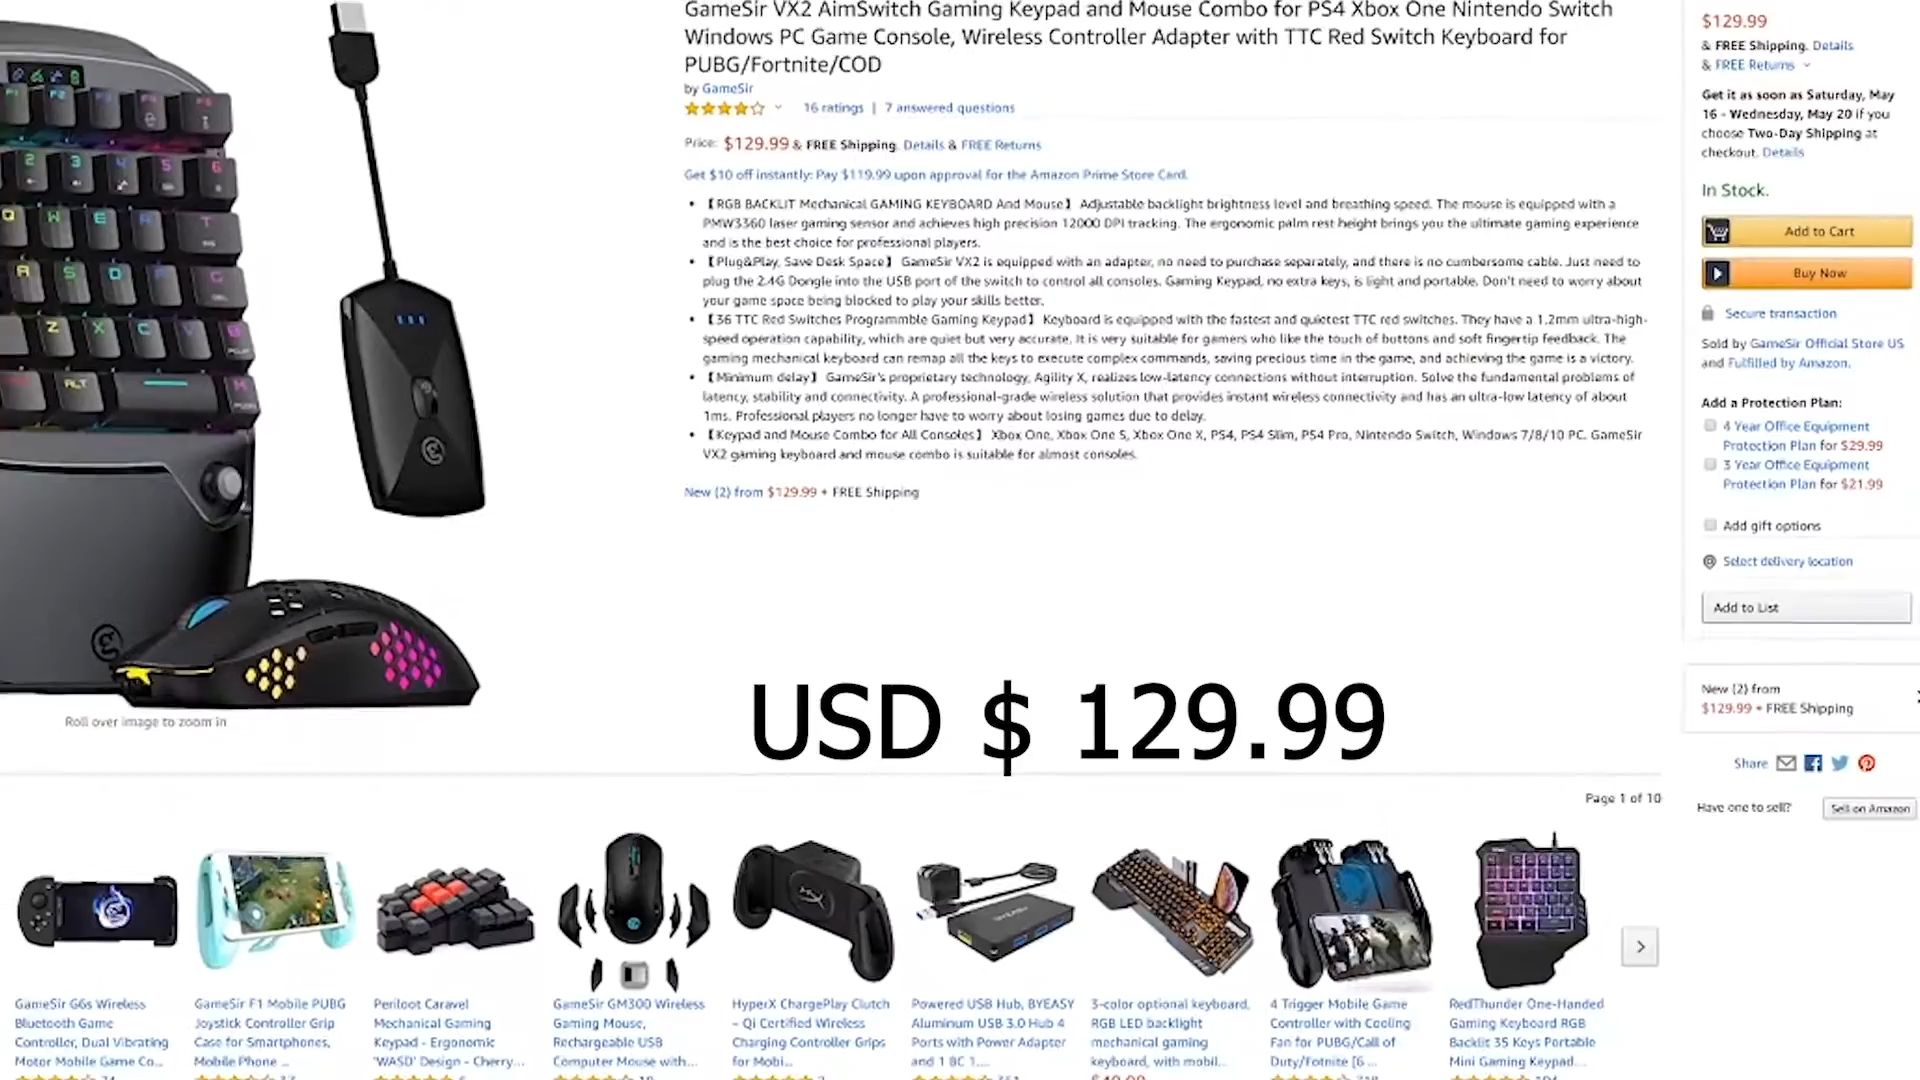 GameSir VX2 AimSwitch Gaming Keypad and Mouse Combo for PS4 Xbox One Nintendo Switch
Windows PC Game Console, Wireless Controller Adapter with TTC Red Switch Keyboard for
PUBG/Fortnite/COD
by GameSir
16 ratings | 7 answered questions
Price: $129.99 & FREE Shipping. Details & FREE Returns
Get $10 off instantly: Pay $119.99 upon approval for the Amazon Prime Store Card.
• 【RGB BACKLIT Mechanical GAMING KEYBOARD And Mouse】 Adjustable backlight brightness level and breathing speed. The mouse is equipped with a
PMW3360 laser gaming sensor and achieves high precision 12000 DPI tracking. The ergonomic palm rest height brings you the ultimate gaming experience
and is the best choice for professional players.
• 【Plug&Play, Save Desk Space】 GameSir VX2 is equipped with an adapter, no need to purchase separately, and there is no cumbersome cable. Just need to
plug the 2.4G Dongle into the USB port of the switch to control all consoles. Gaming Keypad, no extra keys, is light and portable. Don't need to worry about
your game space being blocked to play your skills better.
• 【36 TTC Red Switches Programmble Gaming Keypad】 Keyboard is equipped with the fastest and quietest TTC red switches. They have a 1.2mm ultra-high-
speed operation capability, which are quiet but very accurate. It is very suitable for gamers who like the touch of buttons and soft fingertip feedback. The
gaming mechanical keyboard can remap all the keys to execute complex commands, saving precious time in the game, and achieving the game is a victory.
• 【Minimum delay】 GameSir's proprietary technology, Agility X, realizes low-latency connections without interruption. Solve the fundamental problems of
latency, stability and connectivity. A professional-grade wireless solution that provides instant wireless connectivity and has an ultra-low latency of about
1ms. Professional players no longer have to worry about losing games due to delay.
• 【Keypad and Mouse Combo for All Consoles】 Xbox One, Xbox One S, Xbox One X, PS4, PS4 Slim, PS4 Pro, Nintendo Switch, Windows 7/8/10 PC. GameSir
VX2 gaming keyboard and mouse combo is suitable for almost consoles.
New (2) from $129.99 + FREE Shipping
$129.99
& FREE Shipping. Details
& FREE Returns
Get it as soon as Saturday, May
16 - Wednesday, May 20 if you
choose Two-Day Shipping at
checkout. Details
In Stock.
Add to Cart
Buy Now
Secure transaction
Sold by GameSir Official Store US
and Fulfilled by Amazon.
Add a Protection Plan:
4 Year Office Equipment
Protection Plan for $29.99
3 Year Office Equipment
Protection Plan for $21.99
Add gift options
Select delivery location
Add to List
New (2) from
$129.99 + FREE Shipping
Share
Have one to sell?
Sell on Amazon
F1 F2 F3 F4 F5
2 3 4 5 6
Q W E R T
A S D F G
Z X C V B
ALT M
Roll over image to zoom in
USD $ 129.99
Page 1 of 10
GameSir G6s Wireless
Bluetooth Game
Controller, Dual Vibrating
Motor Mobile Game Co...
GameSir F1 Mobile PUBG
Joystick Controller Grip
Case for Smartphones,
Mobile Phone ...
Periloot Caravel
Mechanical Gaming
Keypad - Ergonomic
'WASD' Design - Cherry...
GameSir GM300 Wireless
Gaming Mouse,
Rechargeable USB
Computer Mouse with...
HyperX ChargePlay Clutch
- Qi Certified Wireless
Charging Controller Grips
for Mobi...
Powered USB Hub, BYEASY
Aluminum USB 3.0 Hub 4
Ports with Power Adapter
and 1 BC 1....
3-color optional keyboard,
RGB LED backlight
mechanical gaming
keyboard, with mobil...
4 Trigger Mobile Game
Controller with Cooling
Fan for PUBG/Call of
Duty/Fotnite [6 ...
RedThunder One-Handed
Gaming Keyboard RGB
Backlit 35 Keys Portable
Mini Gaming Keypad...